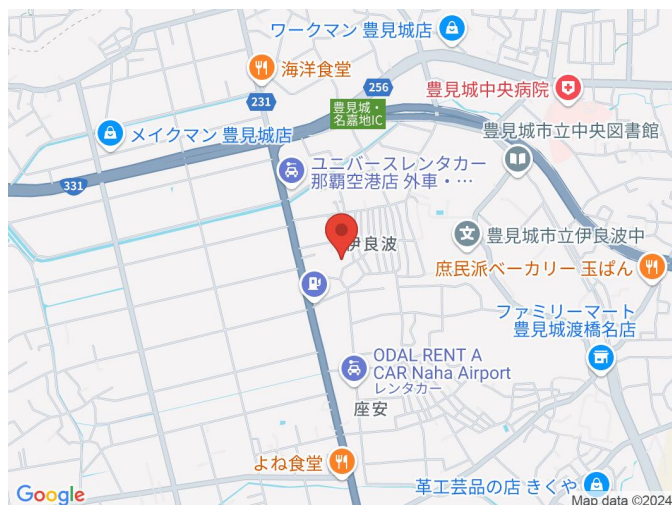 ワークマン 豊見城店
海洋食堂
256
豊見城中央病院
231
豊見城・
名嘉地IC
メイクマン 豊見城店
豊見城市立中央図書館
ユニバースレンタカー
那覇空港店 外車・…
331
伊良波
豊見城市立伊良波中
庶民派ベーカリー 玉ぱん
ファミリーマート
豊見城渡橋名店
ODAL RENT A
CAR Naha Airport
レンタカー
座安
よね食堂
革工芸品の店 きくや
Google
Map data ©2024